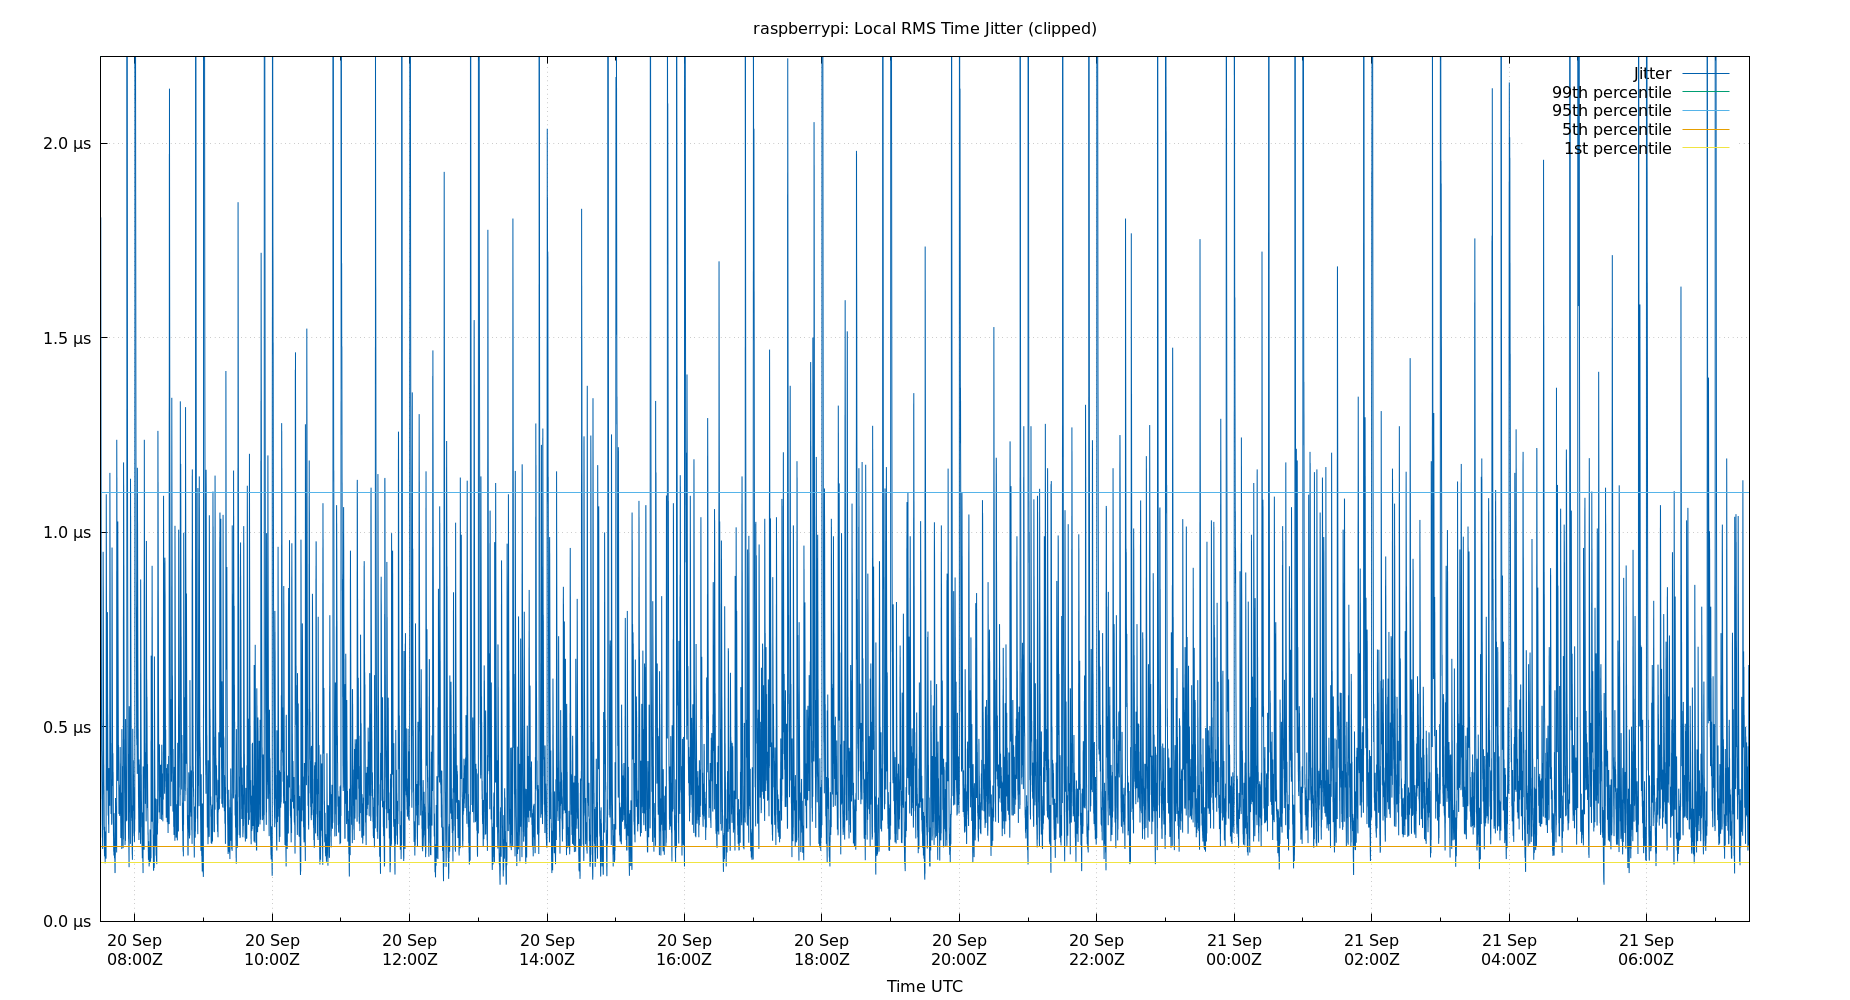 raspberrypi: Local RMS Time Jitter (clipped)
Jitter
99th percentile
95th percentile
5th percentile
1st percentile
2.0 µs
1.5 µs
1.0 µs
0.5 µs
0.0 µs
20 Sep 20 Sep 20 Sep 20 Sep 20 Sep 20 Sep 20 Sep 20 Sep 21 Sep 21 Sep 21 Sep 21 Sep
08:00Z 10:00Z 12:00Z 14:00Z 16:00Z 18:00Z 20:00Z 22:00Z 00:00Z 02:00Z 04:00Z 06:00Z
Time UTC